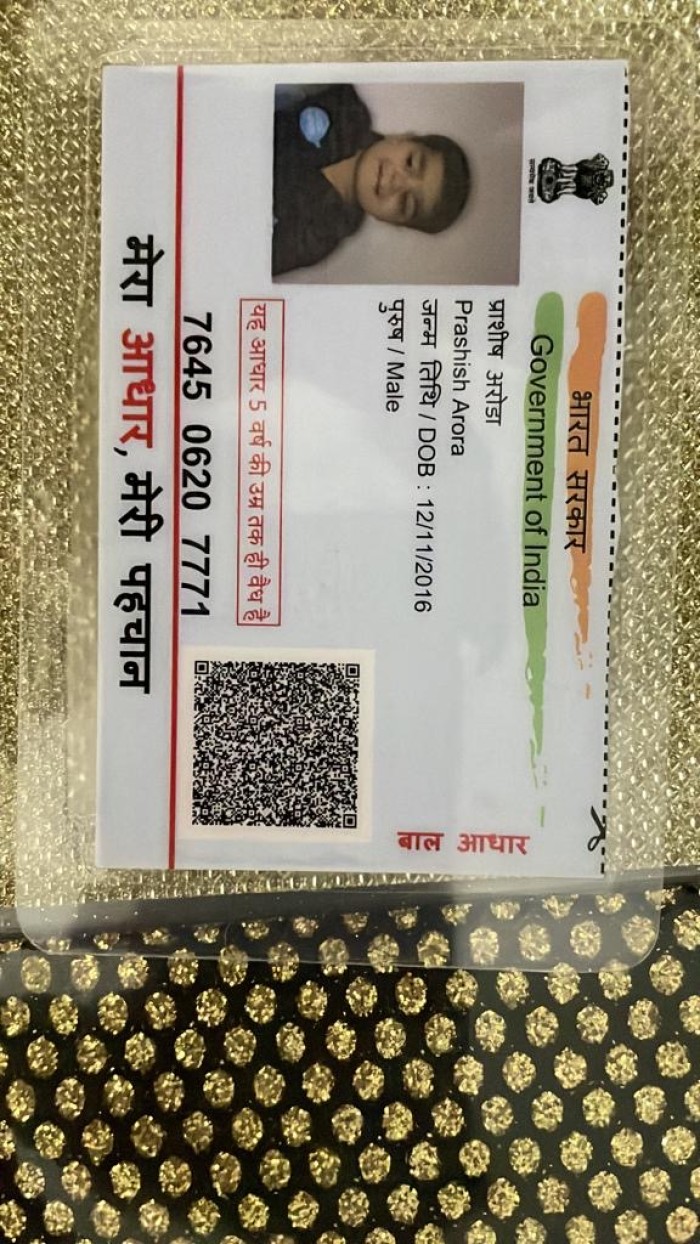 भारत सरकार
Government of India
बाल आधार
प्राशीष अरोडा
Prashish Arora
जन्म तिथि / DOB : 12/11/2016
पुरुष / Male
यह आधार 5 वर्ष की उम्र तक ही वैध है
7645 0620 7771
मेरा आधार, मेरी पहचान